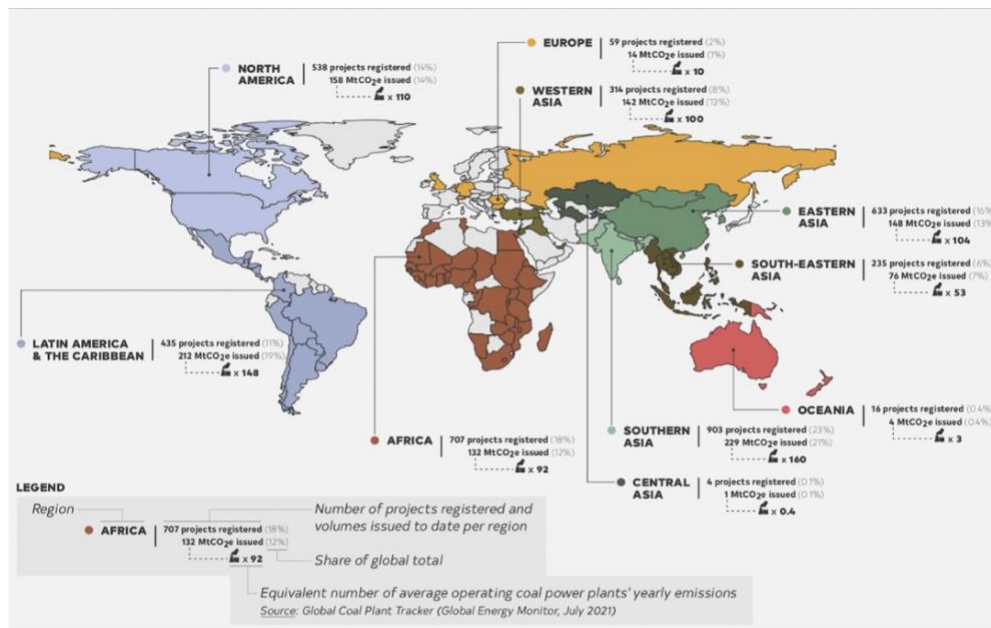 EUROPE
59 projects registered (2%)
14 MtCO2e issued (1%)
x 10
NORTH
AMERICA
538 projects registered (14%)
158 MtCO2e issued (14%)
x 110
WESTERN
ASIA
314 projects registered (8%)
142 MtCO2e issued (13%)
x 100
EASTERN
ASIA
633 projects registered (16%)
148 MtCO2e issued (13%)
x 104
SOUTH-EASTERN
ASIA
235 projects registered (6%)
76 MtCO2e issued (7%)
x 53
LATIN AMERICA
& THE CARIBBEAN
435 projects registered (11%)
212 MtCO2e issued (19%)
x 148
OCEANIA
16 projects registered (0.4%)
4 MtCO2e issued (0.4%)
x 3
AFRICA
707 projects registered (18%)
132 MtCO2e issued (12%)
x 92
SOUTHERN
ASIA
903 projects registered (23%)
229 MtCO2e issued (21%)
x 160
CENTRAL
ASIA
4 projects registered (0.1%)
1 MtCO2e issued (0.1%)
x 0.4
LEGEND
Region
Number of projects registered and
volumes issued to date per region
AFRICA
707 projects registered (18%)
132 MtCO2e issued (12%)
x 92
Share of global total
Equivalent number of average operating coal power plants' yearly emissions
Source: Global Coal Plant Tracker (Global Energy Monitor, July 2021)